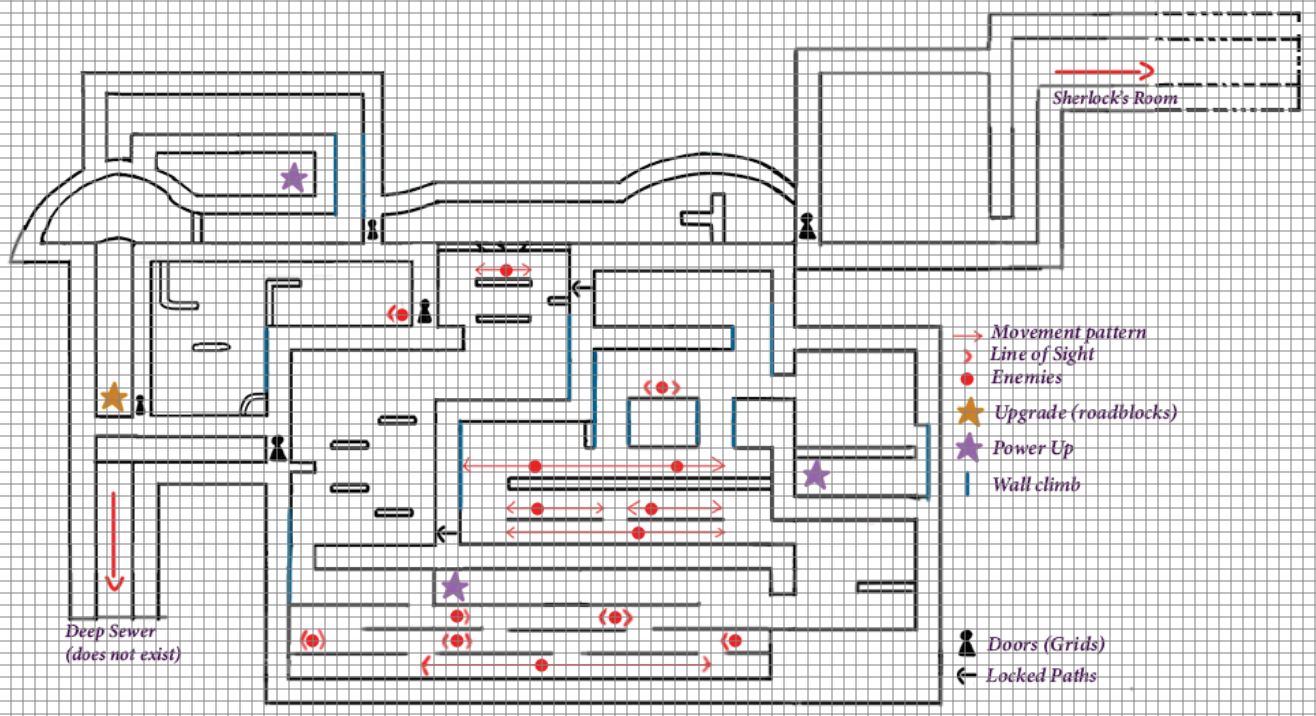 Sherlock's Room
Movement pattern
Line of Sight
Enemies
Upgrade (roadblocks)
Power Up
Wall climb
Deep Sewer
(does not exist)
Doors (Grids)
Locked Paths